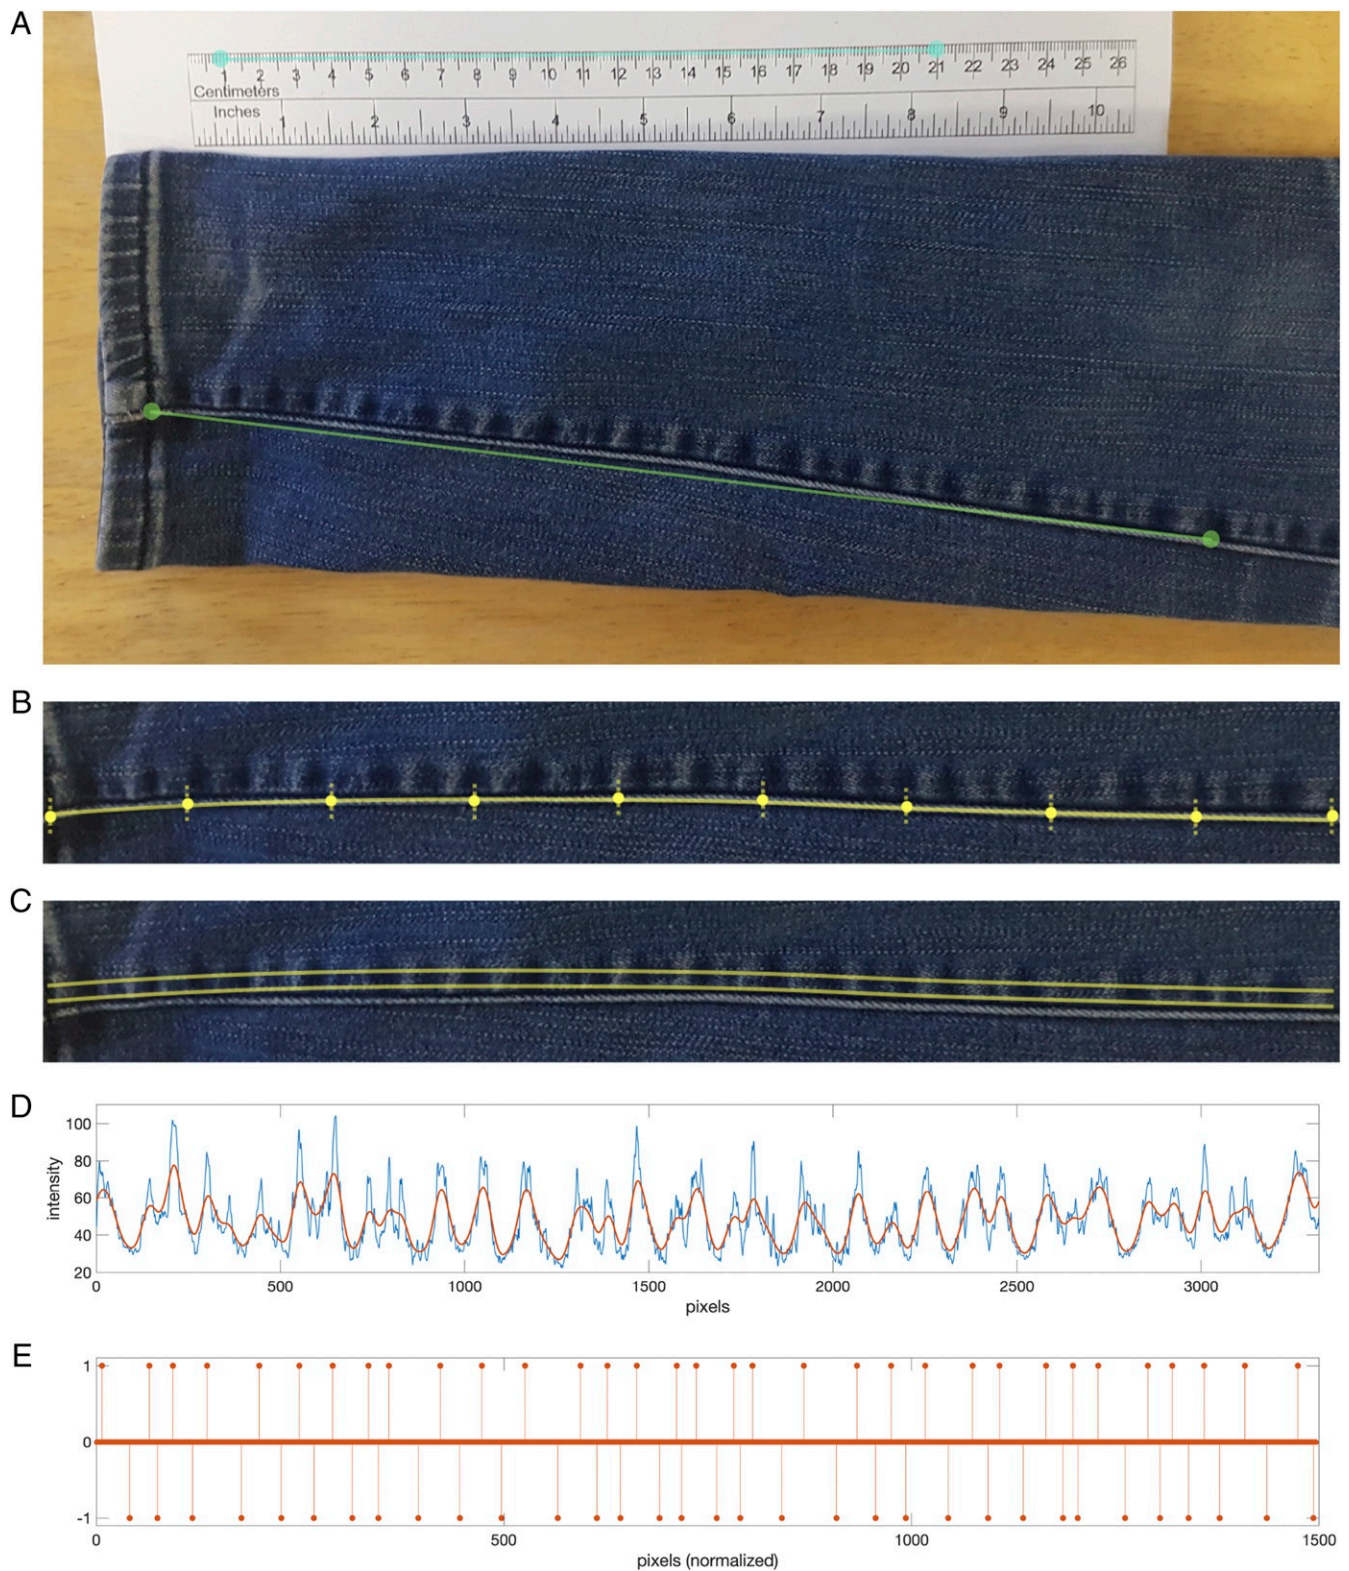 A
1 2 3 4 5 6 7 8 9 10 11 12 13 14 15 16 17 18 19 20 21 22 23 24 25 26
Centimeters
Inches
1 2 3 4 5 6 7 8 9 10
B
C
D
100
80
60
40
20
intensity
0 500 1000 1500 2000 2500 3000
pixels
E
1
0
-1
0 500 1000 1500
pixels (normalized)